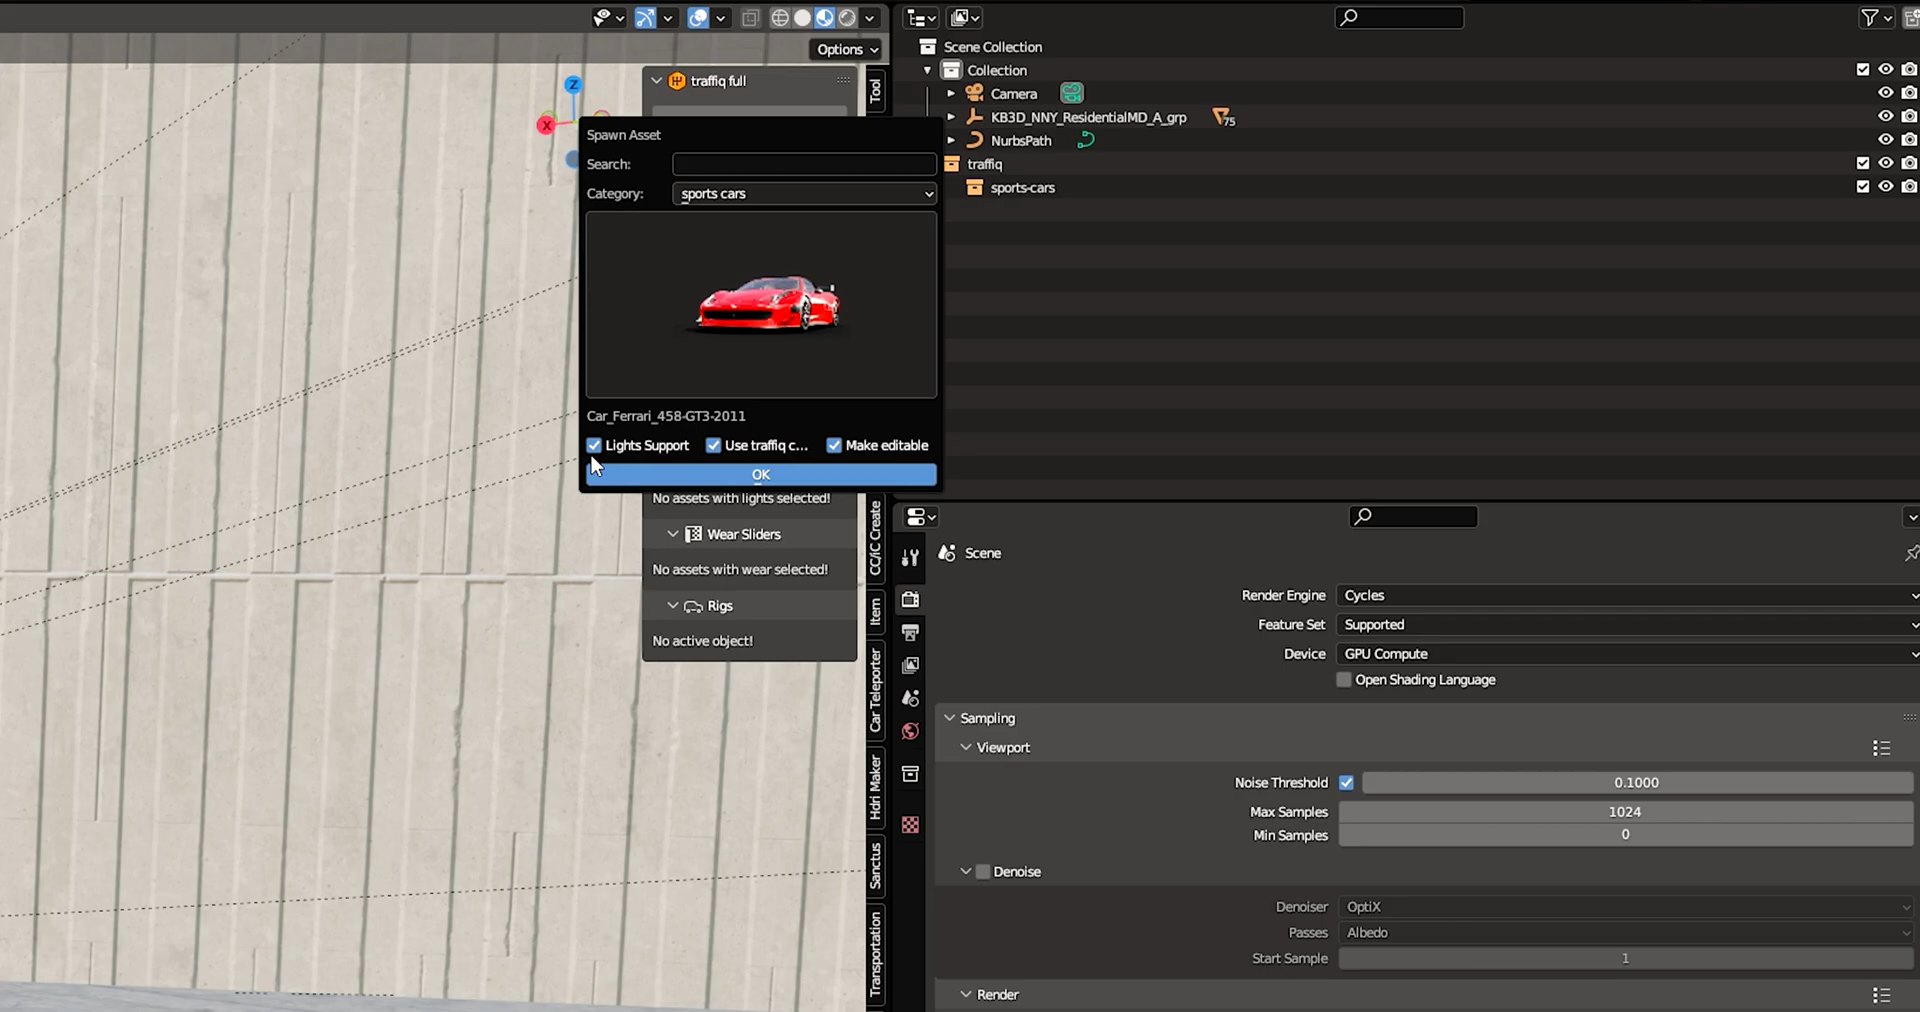 Options
Scene Collection
Collection
Camera
KB3D_NNY_ResidentialMD_A_grp
75
NurbsPath
traffiq
sports-cars
traffiq full
Z
X
Spawn Asset
Search:
Category:
sports cars
Car_Ferrari_458-GT3-2011
Lights Support
Use traffiq c...
Make editable
OK
No assets with lights selected!
Wear Sliders
No assets with wear selected!
Rigs
No active object!
Tool
CC/iC Create
Item
Car Teleporter
Hdri Maker
Sanctus
Transportation
Scene
Render Engine
Cycles
Feature Set
Supported
Device
GPU Compute
Open Shading Language
Sampling
Viewport
Noise Threshold
0.1000
Max Samples
1024
Min Samples
0
Denoise
Denoiser
OptiX
Passes
Albedo
Start Sample
1
Render